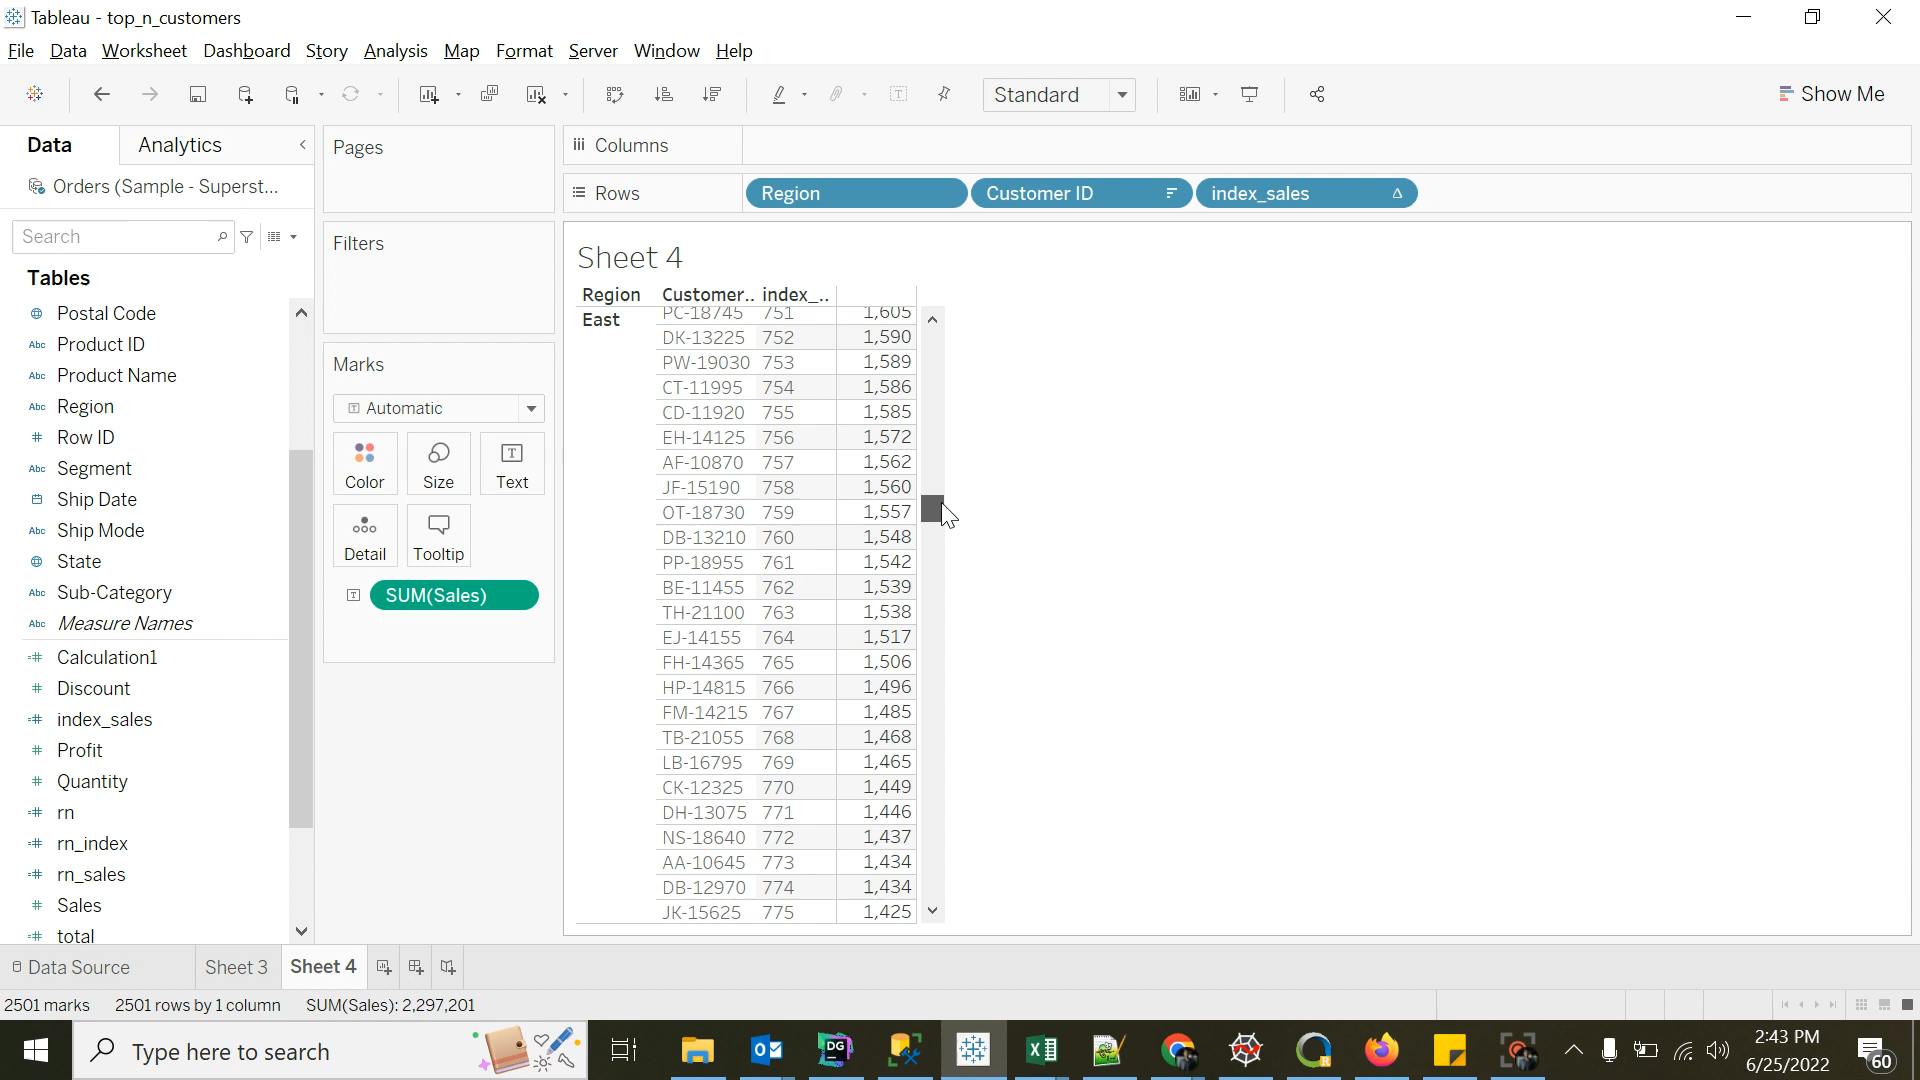 Tableau - top_n_customers
File Data Worksheet Dashboard Story Analysis Map Format Server Window Help
Standard
Show Me
Data Analytics
Orders (Sample - Superst...
Search
Tables
Postal Code
Abc Product ID
Abc Product Name
Abc Region
# Row ID
Abc Segment
Ship Date
Abc Ship Mode
State
Abc Sub-Category
Abc Measure Names
=# Calculation1
# Discount
=# index_sales
# Profit
# Quantity
=# rn
=# rn_index
=# rn_sales
# Sales
=# total
Pages
Filters
Marks
Automatic
Color Size Text
Detail Tooltip
SUM(Sales)
Columns
Rows Region Customer ID index_sales
Sheet 4
Region Customer.. index_..
East PC-18745 751 1,605
DK-13225 752 1,590
PW-19030 753 1,589
CT-11995 754 1,586
CD-11920 755 1,585
EH-14125 756 1,572
AF-10870 757 1,562
JF-15190 758 1,560
OT-18730 759 1,557
DB-13210 760 1,548
PP-18955 761 1,542
BE-11455 762 1,539
TH-21100 763 1,538
EJ-14155 764 1,517
FH-14365 765 1,506
HP-14815 766 1,496
FM-14215 767 1,485
TB-21055 768 1,468
LB-16795 769 1,465
CK-12325 770 1,449
DH-13075 771 1,446
NS-18640 772 1,437
AA-10645 773 1,434
DB-12970 774 1,434
JK-15625 775 1,425
Data Source Sheet 3 Sheet 4
2501 marks 2501 rows by 1 column SUM(Sales): 2,297,201
Type here to search
DG
2:43 PM
6/25/2022
60